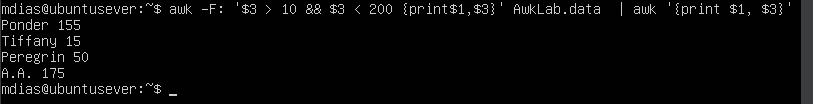 mdias@ubuntusever:~$ awk -F: '$3 > 10 && $3 < 200 {print$1,$3}' AwkLab.data  | awk '{print $1, $3}'
Ponder 155
Tiffany 15
Peregrin 50
A.A. 175
mdias@ubuntusever:~$ _